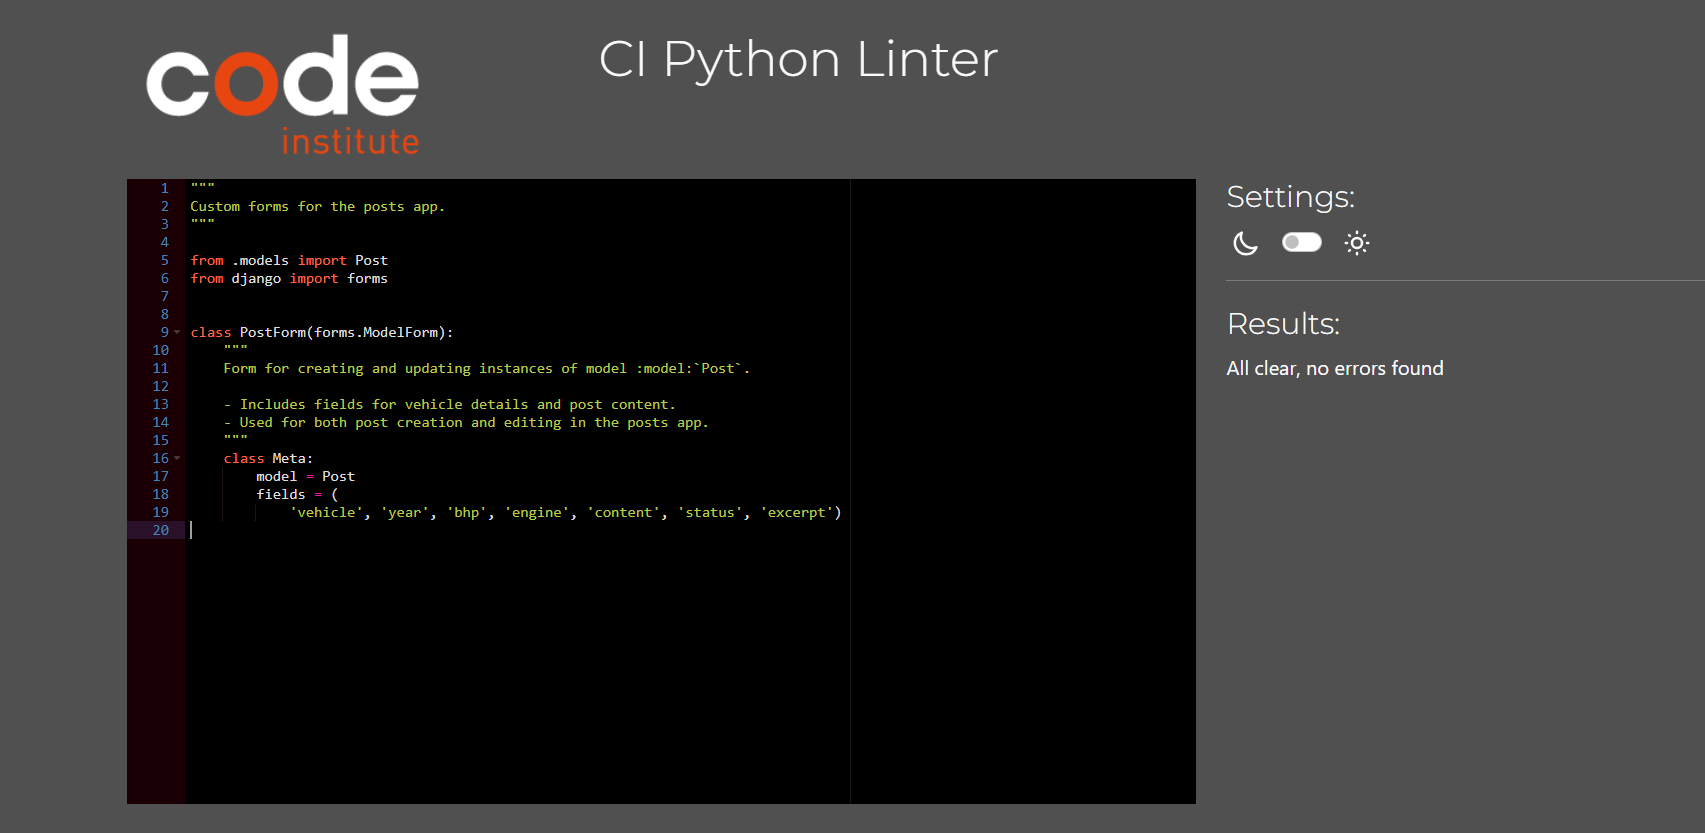 code
institute
CI Python Linter
1 """
2 Custom forms for the posts app.
3 """
4
5 from .models import Post
6 from django import forms
7
8
9 class PostForm(forms.ModelForm):
10     """
11     Form for creating and updating instances of model :model:`Post`.
12
13     - Includes fields for vehicle details and post content.
14     - Used for both post creation and editing in the posts app.
15     """
16     class Meta:
17         model = Post
18         fields = (
19             'vehicle', 'year', 'bhp', 'engine', 'content', 'status', 'excerpt')
20
Settings:
Results:
All clear, no errors found